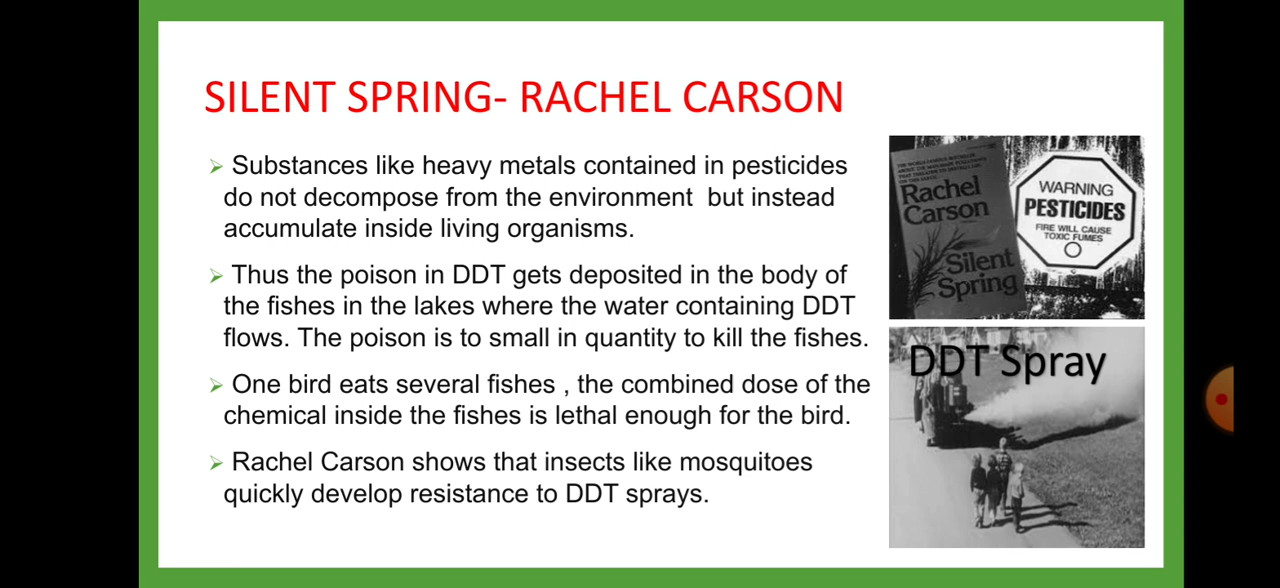 SILENT SPRING- RACHEL CARSON
➢ Substances like heavy metals contained in pesticides
do not decompose from the environment  but instead
accumulate inside living organisms.
➢ Thus the poison in DDT gets deposited in the body of
the fishes in the lakes where the water containing DDT
flows. The poison is to small in quantity to kill the fishes.
➢ One bird eats several fishes , the combined dose of the
chemical inside the fishes is lethal enough for the bird.
➢ Rachel Carson shows that insects like mosquitoes
quickly develop resistance to DDT sprays.
Rachel
Carson
Silent
Spring
WARNING
PESTICIDES
FIRE WILL CAUSE
TOXIC FUMES
DDT Spray